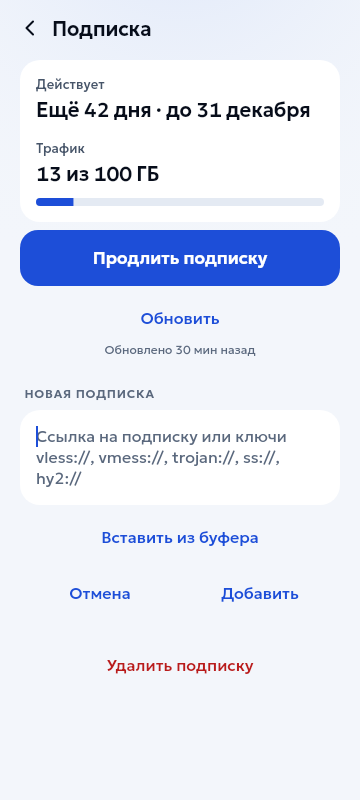 Подписка
Действует
Ещё 42 дня · до 31 декабря
Трафик
13 из 100 ГБ
Продлить подписку
Обновить
Обновлено 30 мин назад
НОВАЯ ПОДПИСКА
Ссылка на подписку или ключи
vless://, vmess://, trojan://, ss://,
hy2://
Вставить из буфера
Отмена
Добавить
Удалить подписку